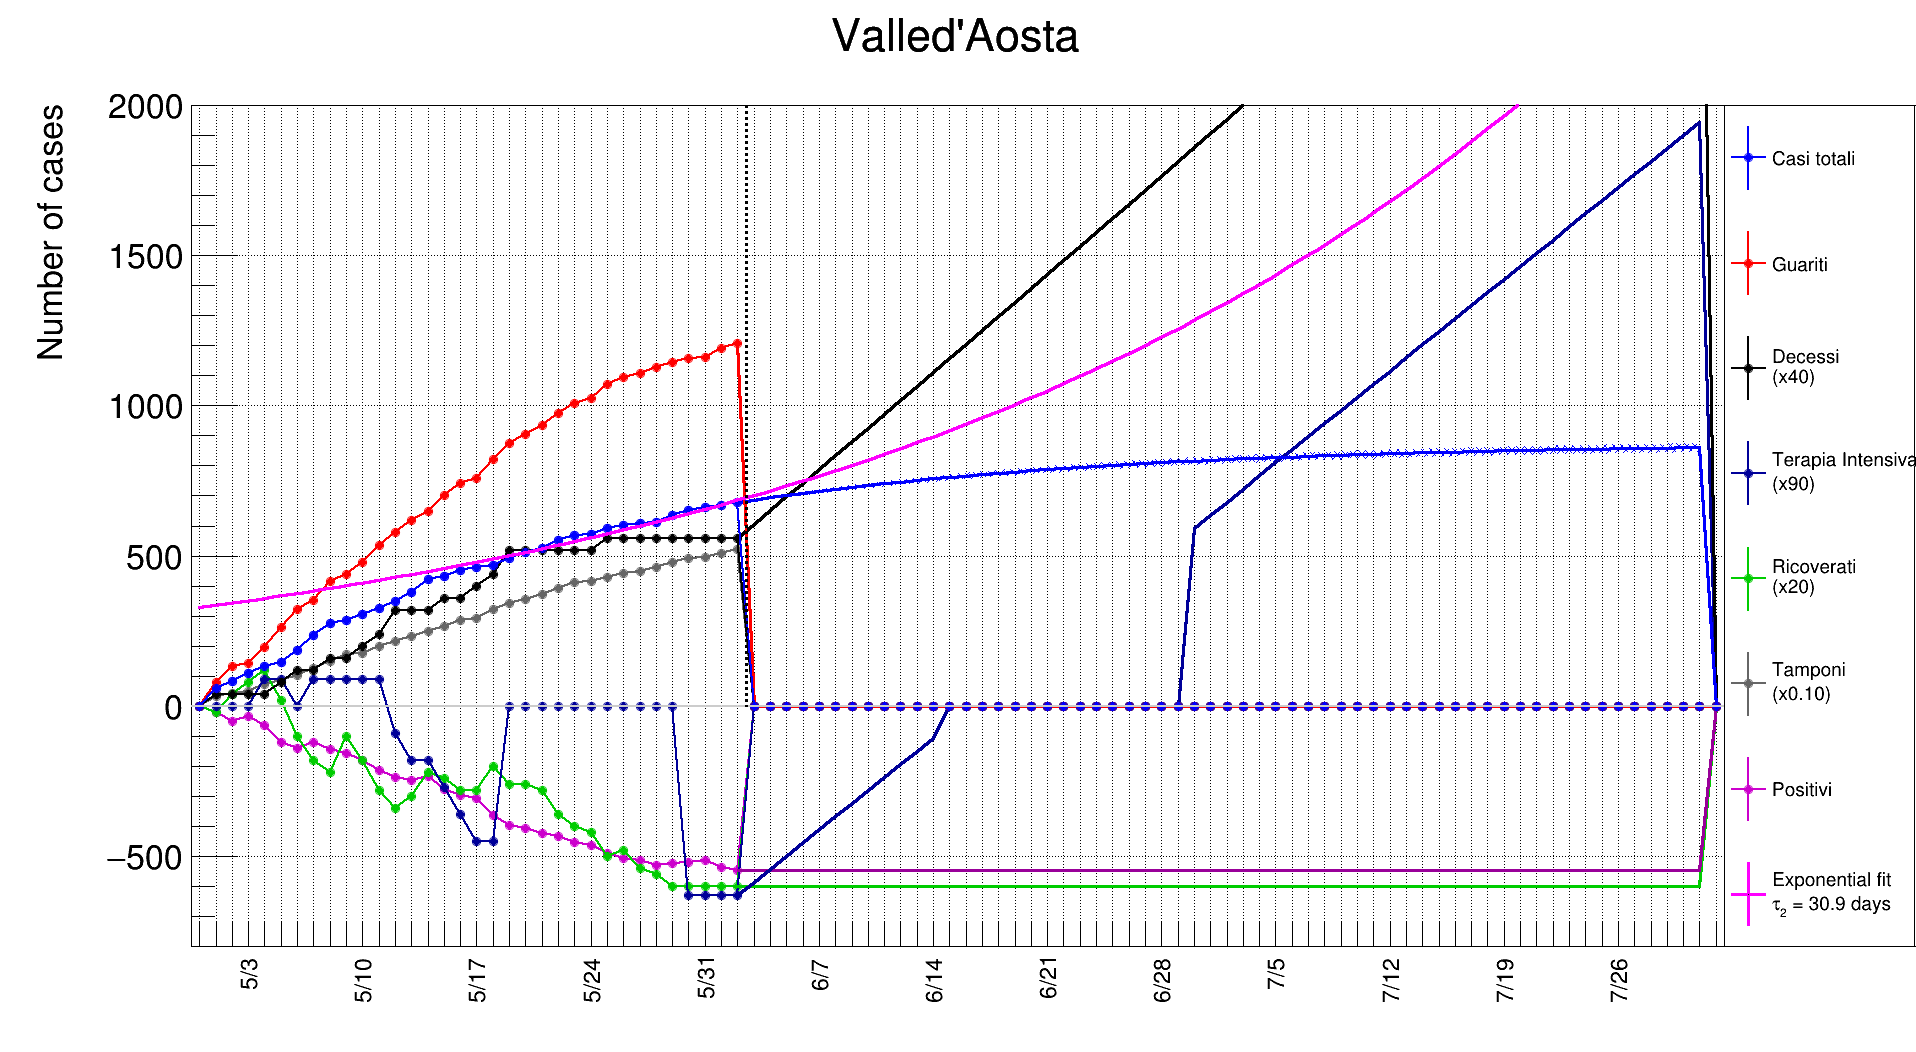 Valled'Aosta
Number of cases
2000
1500
1000
500
0
−500
5/3
5/10
5/17
5/24
5/31
6/7
6/14
6/21
6/28
7/5
7/12
7/19
7/26
Casi totali
Guariti
Decessi
(x40)
Terapia Intensiva
(x90)
Ricoverati
(x20)
Tamponi
(x0.10)
Positivi
Exponential fit
τ₂ = 30.9 days